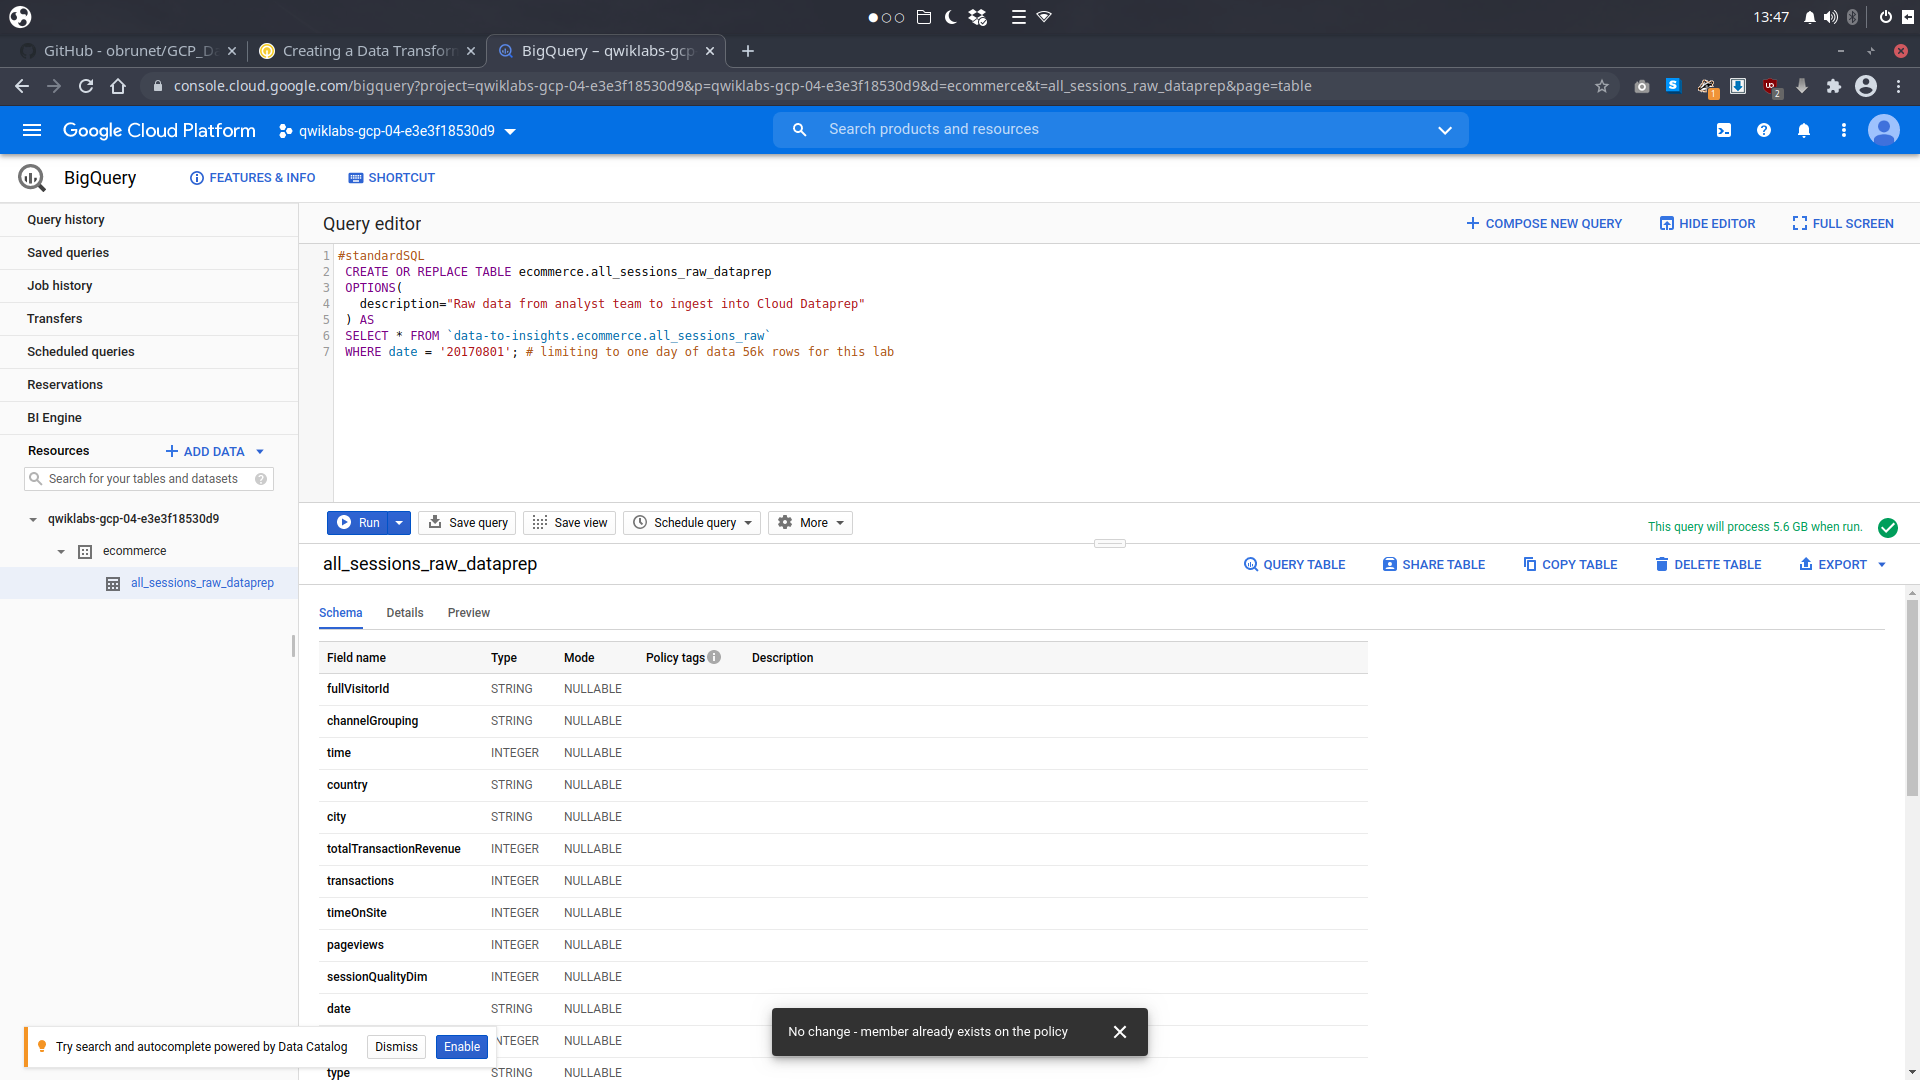 13:47
GitHub - obrunet/GCP_Da
Creating a Data Transform
BigQuery – qwiklabs-gcp
console.cloud.google.com/bigquery?project=qwiklabs-gcp-04-e3e3f18530d9&p=qwiklabs-gcp-04-e3e3f18530d9&d=ecommerce&t=all_sessions_raw_dataprep&page=table
1
2
Google Cloud Platform
qwiklabs-gcp-04-e3e3f18530d9
Search products and resources
BigQuery
FEATURES & INFO
SHORTCUT
Query history
Saved queries
Job history
Transfers
Scheduled queries
Reservations
BI Engine
Resources
ADD DATA
Search for your tables and datasets
qwiklabs-gcp-04-e3e3f18530d9
ecommerce
all_sessions_raw_dataprep
Query editor
COMPOSE NEW QUERY
HIDE EDITOR
FULL SCREEN
1 #standardSQL
2 CREATE OR REPLACE TABLE ecommerce.all_sessions_raw_dataprep
3 OPTIONS(
4 description="Raw data from analyst team to ingest into Cloud Dataprep"
5 ) AS
6 SELECT * FROM `data-to-insights.ecommerce.all_sessions_raw`
7 WHERE date = '20170801'; # limiting to one day of data 56k rows for this lab
Run
Save query
Save view
Schedule query
More
This query will process 5.6 GB when run.
all_sessions_raw_dataprep
QUERY TABLE
SHARE TABLE
COPY TABLE
DELETE TABLE
EXPORT
Schema
Details
Preview
Field name Type Mode Policy tags Description
fullVisitorId STRING NULLABLE
channelGrouping STRING NULLABLE
time INTEGER NULLABLE
country STRING NULLABLE
city STRING NULLABLE
totalTransactionRevenue INTEGER NULLABLE
transactions INTEGER NULLABLE
timeOnSite INTEGER NULLABLE
pageviews INTEGER NULLABLE
sessionQualityDim INTEGER NULLABLE
date STRING NULLABLE
NTEGER NULLABLE
type STRING NULLABLE
Try search and autocomplete powered by Data Catalog
Dismiss
Enable
No change - member already exists on the policy